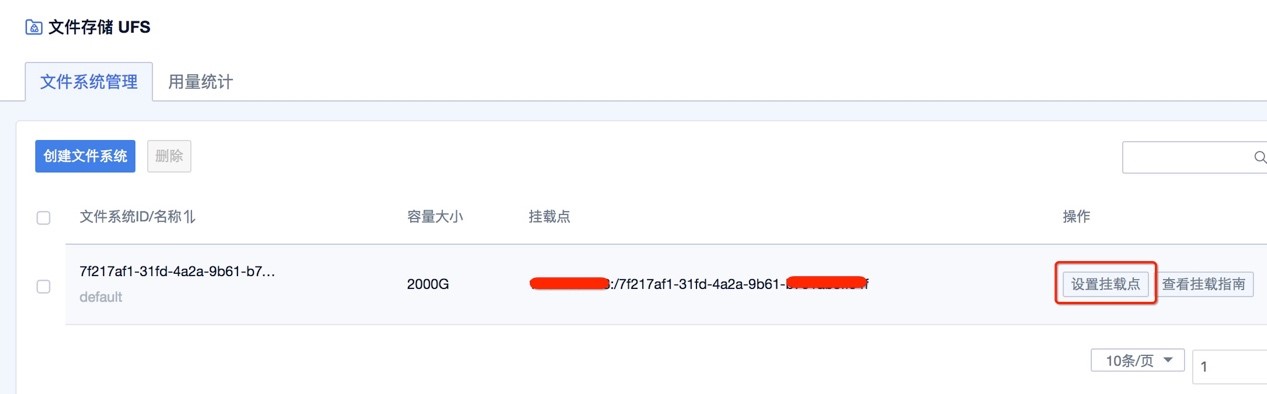 文件存储 UFS
文件系统管理 用量统计
创建文件系统 删除
文件系统ID/名称 容量大小 挂载点 操作
7f217af1-31fd-4a2a-9b61-b7...
default
2000G :/7f217af1-31fd-4a2a-9b61- 设置挂载点 查看挂载指南
10条/页 1